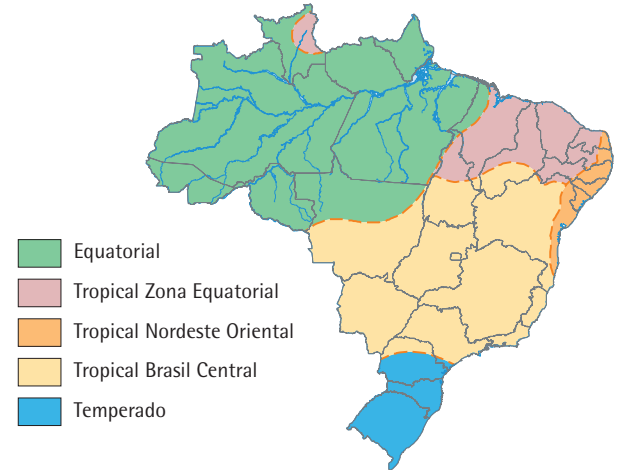 Equatorial
Tropical Zona Equatorial
Tropical Nordeste Oriental
Tropical Brasil Central
Temperado